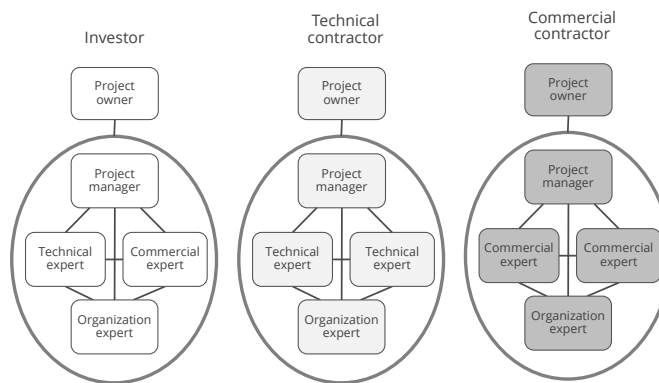 Investor
Technical
contractor
Commercial
contractor
Project
owner
Project
owner
Project
owner
Project
manager
Project
manager
Project
manager
Technical
expert
Commercial
expert
Technical
expert
Technical
expert
Commercial
expert
Commercial
expert
Organization
expert
Organization
expert
Organization
expert